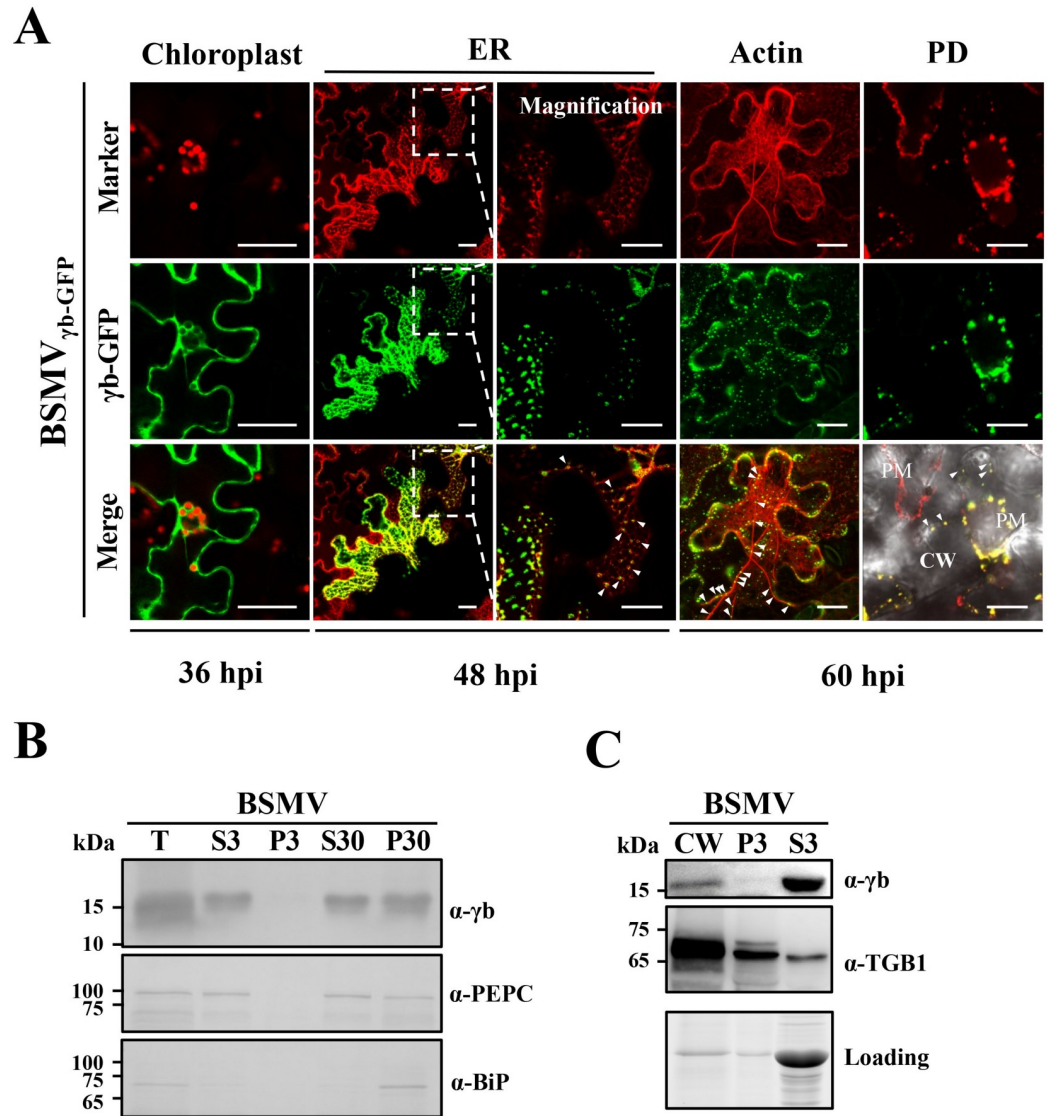 A
Chloroplast ER Actin PD
Magnification
Marker
BSMVγb-GFP
γb-GFP
Merge
PM
PM
CW
36 hpi 48 hpi 60 hpi
B
BSMV
kDa T S3 P3 S30 P30
15
10
α-γb
100
75
α-PEPC
100
75
65
α-BiP
C
BSMV
kDa CW P3 S3
15
α-γb
75
65
α-TGB1
Loading